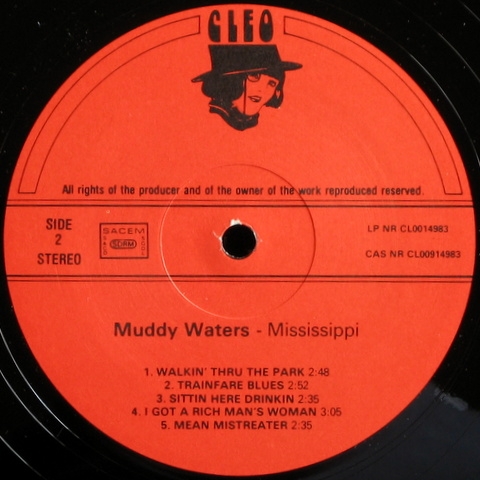 CLEO
All rights of the producer and of the owner of the work reproduced reserved.
SIDE
2
STEREO
SACEM
SDRM
LP NR CL0014983
CAS NR CL00914983
Muddy Waters - Mississippi
1. WALKIN' THRU THE PARK 2:48
2. TRAINFARE BLUES 2:52
3. SITTIN HERE DRINKIN 2:35
4. I GOT A RICH MAN'S WOMAN 3:05
5. MEAN MISTREATER 2:35